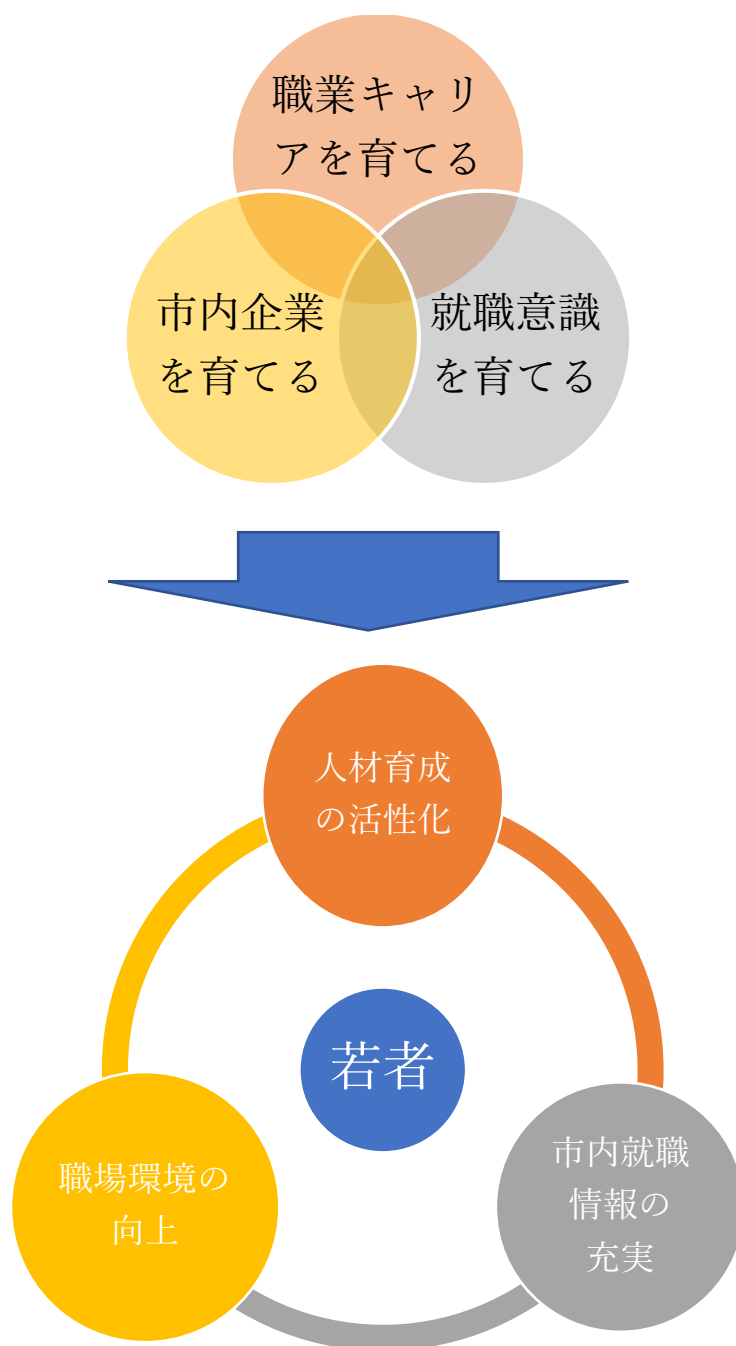 職業キャリ
アを育てる
市内企業
を育てる
就職意識
を育てる
人材育成
の活性化
若者
職場環境の
向上
市内就職
情報の
充実